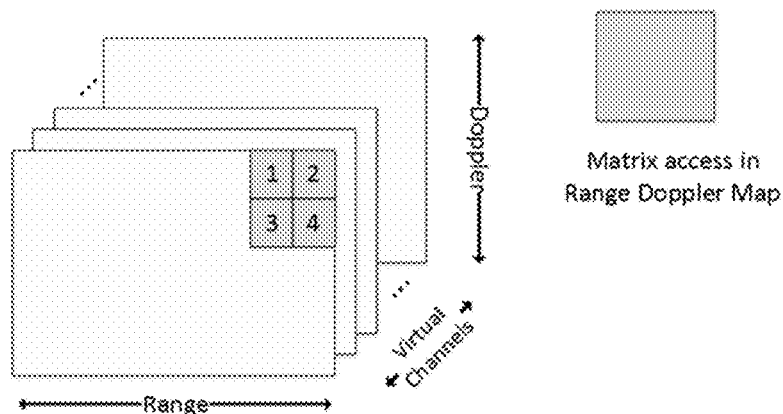 1 2
3 4
Doppler
Virtual
Channels
Range
Matrix access in
Range Doppler Map